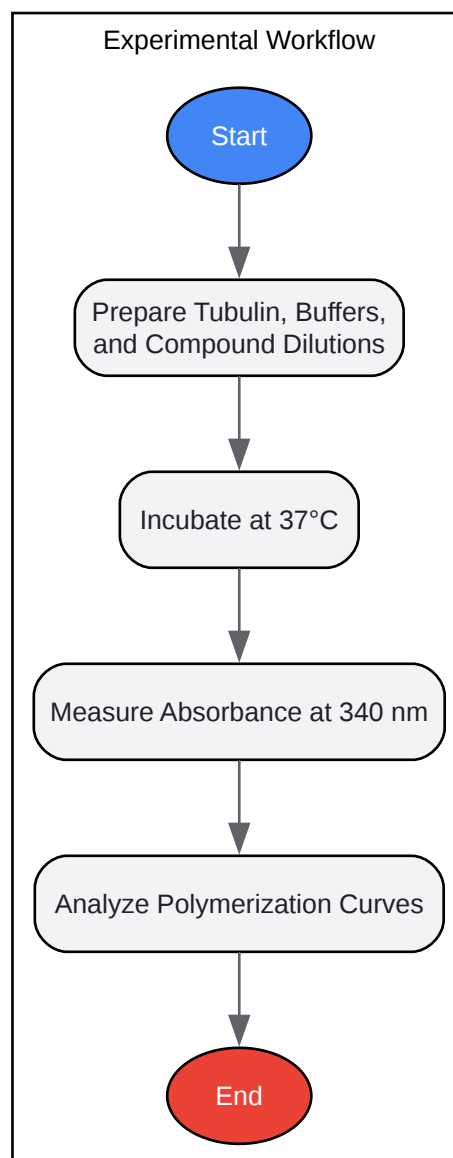 Experimental Workflow
Start
Prepare Tubulin, Buffers,
and Compound Dilutions
Incubate at 37°C
Measure Absorbance at 340 nm
Analyze Polymerization Curves
End